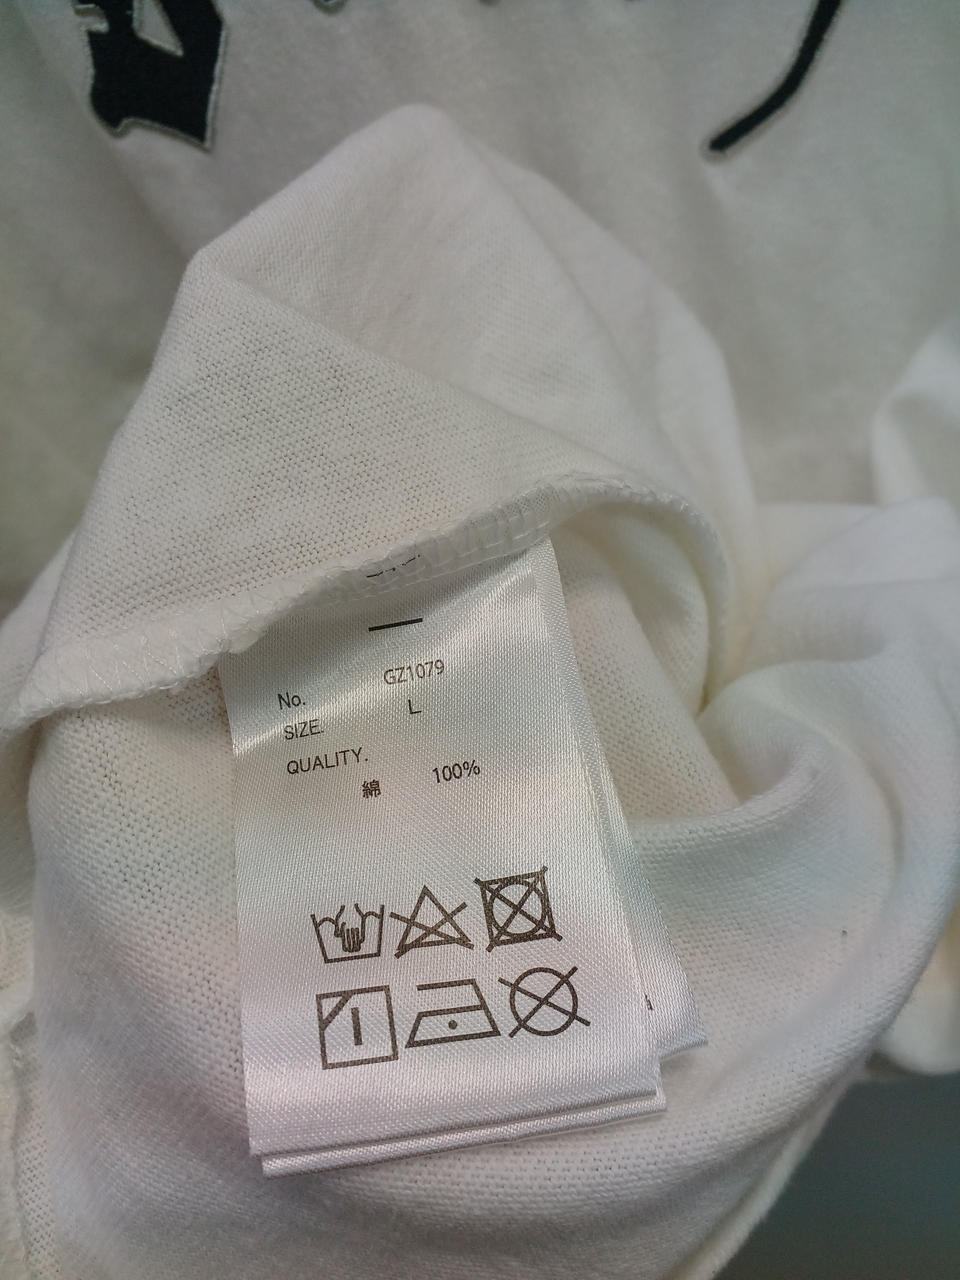 No. GZ1079
SIZE. L
QUALITY.
綿 100%